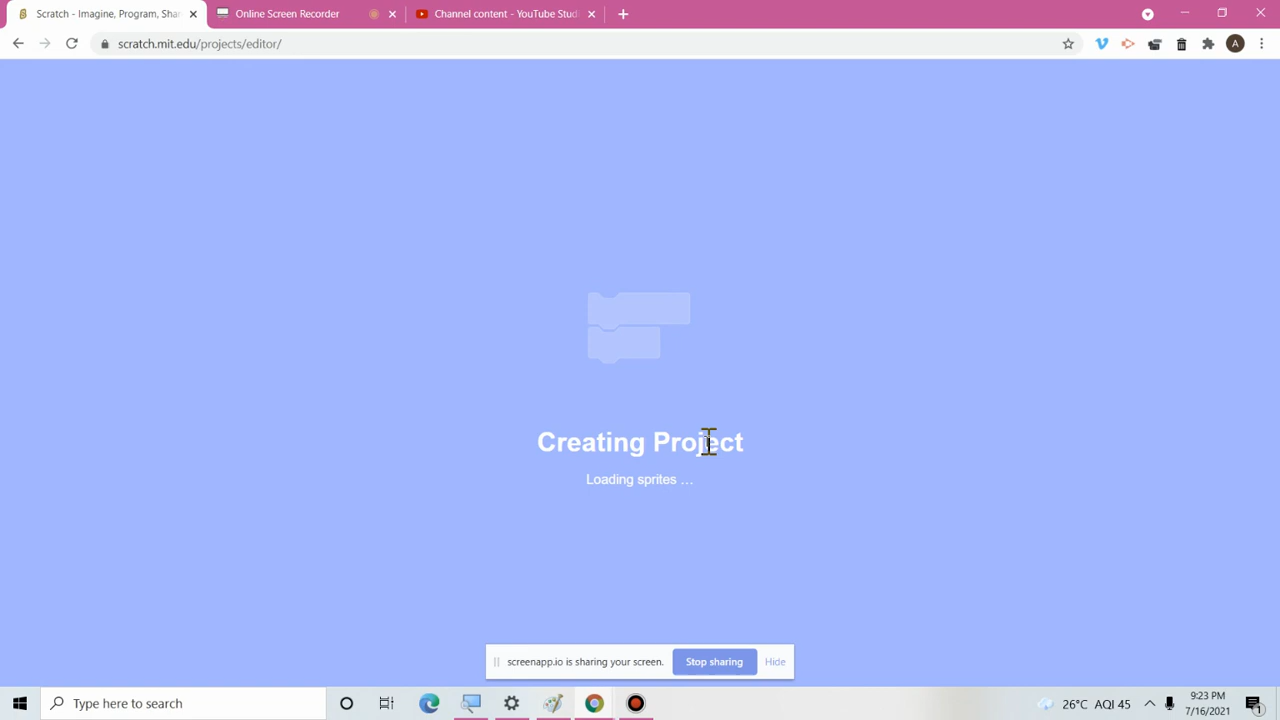 Scratch - Imagine, Program, Shar
Online Screen Recorder
Channel content - YouTube Studi
scratch.mit.edu/projects/editor/
A
Creating Project
Loading sprites …
screenapp.io is sharing your screen.
Stop sharing
Hide
Type here to search
26°C AQI 45
9:23 PM
7/16/2021
1